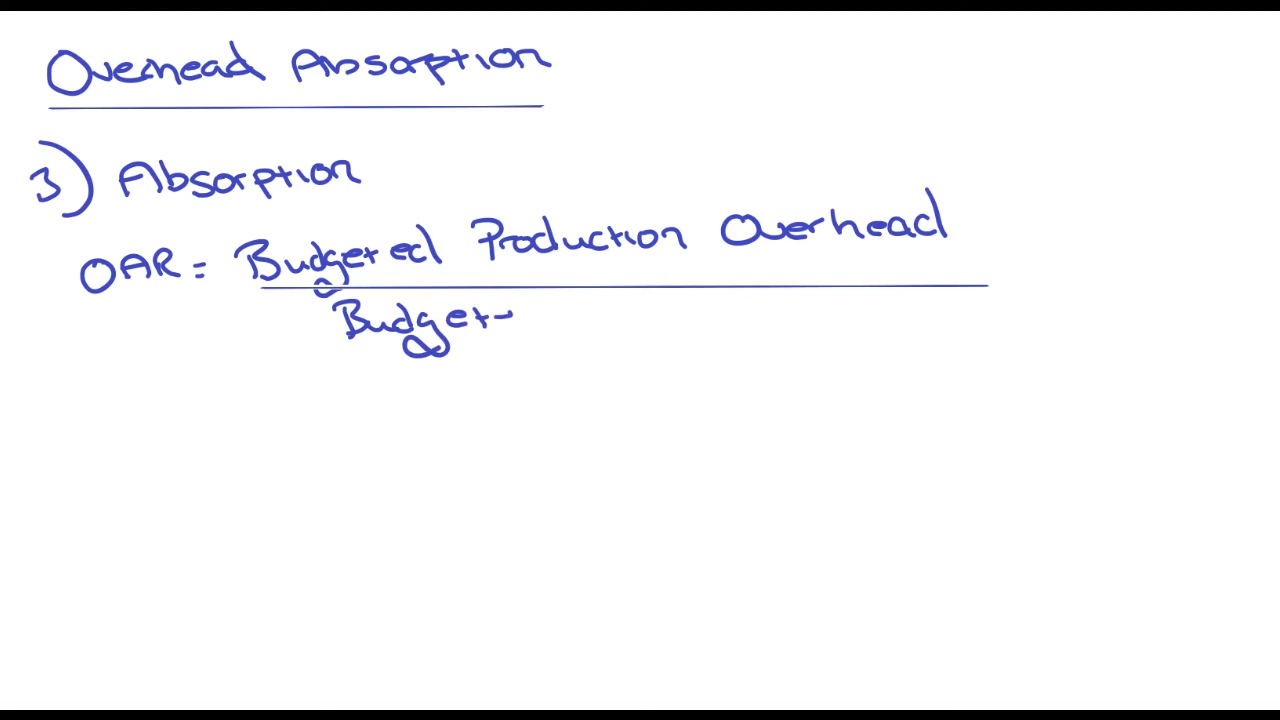 Overhead Absorption
3) Absorption
OAR = Budgeted Production Overhead
Budget